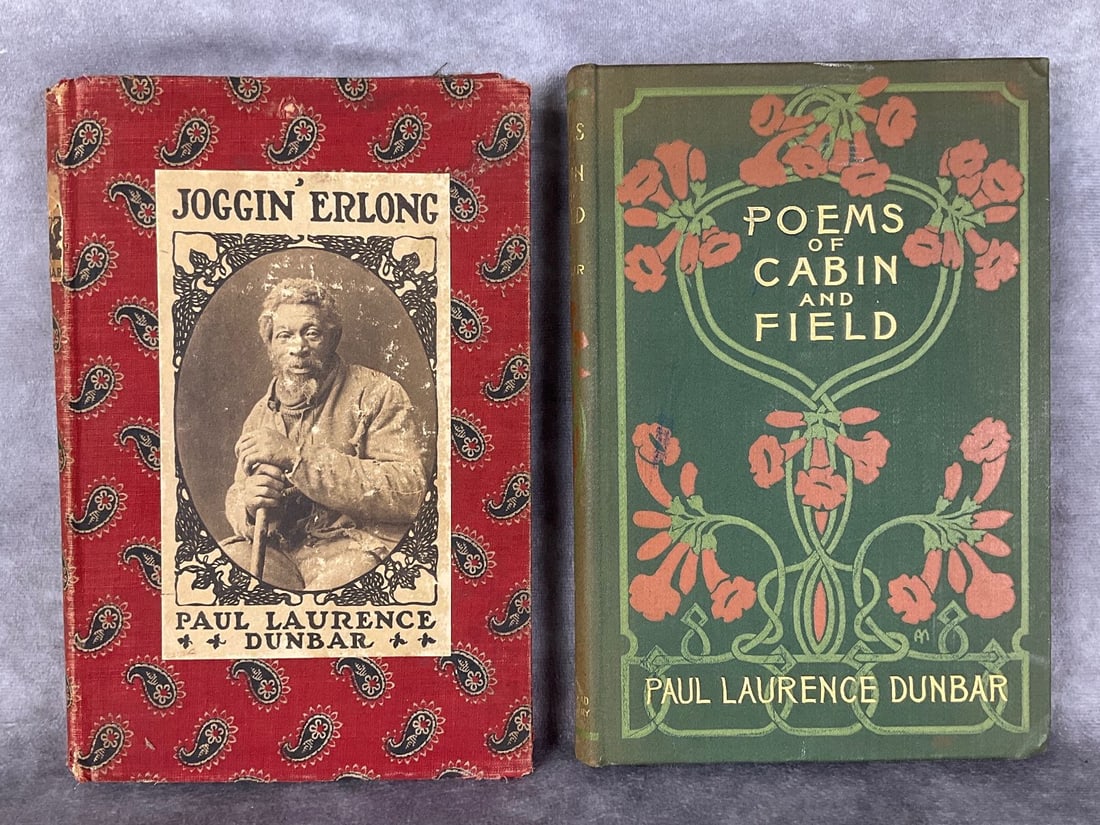 JOGGIN' ERLONG
PAUL LAURENCE
DUNBAR
POEMS
OF
CABIN
AND
FIELD
PAUL LAURENCE DUNBAR